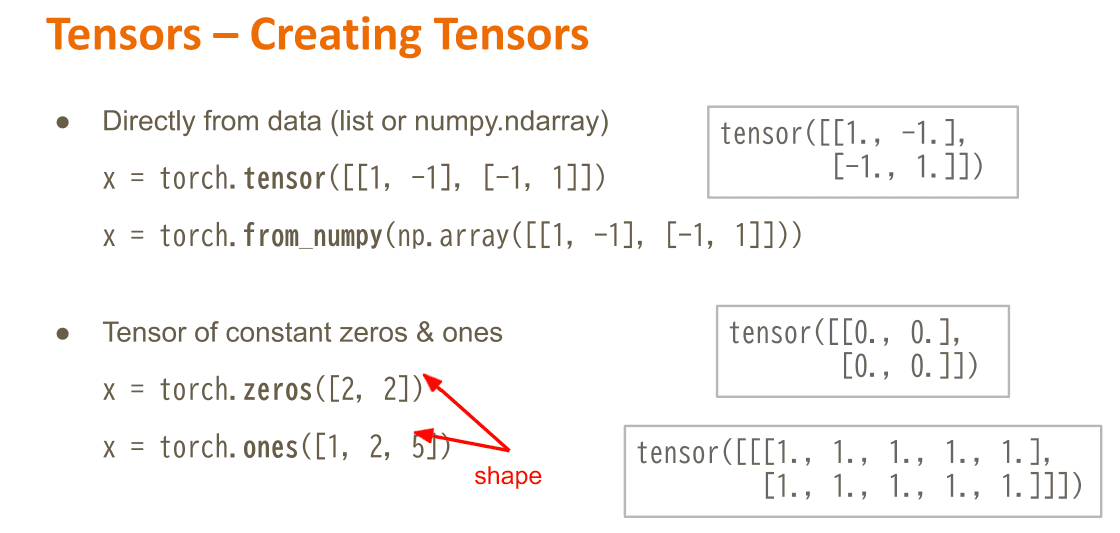 Tensors – Creating Tensors
● Directly from data (list or numpy.ndarray)
x = torch.tensor([[1, -1], [-1, 1]])
x = torch.from_numpy(np.array([[1, -1], [-1, 1]]))
tensor([[1., -1.],
[-1., 1.]])
● Tensor of constant zeros & ones
x = torch.zeros([2, 2])
x = torch.ones([1, 2, 5])
shape
tensor([[0., 0.],
[0., 0.]])
tensor([[[1., 1., 1., 1., 1.],
[1., 1., 1., 1., 1.]]])